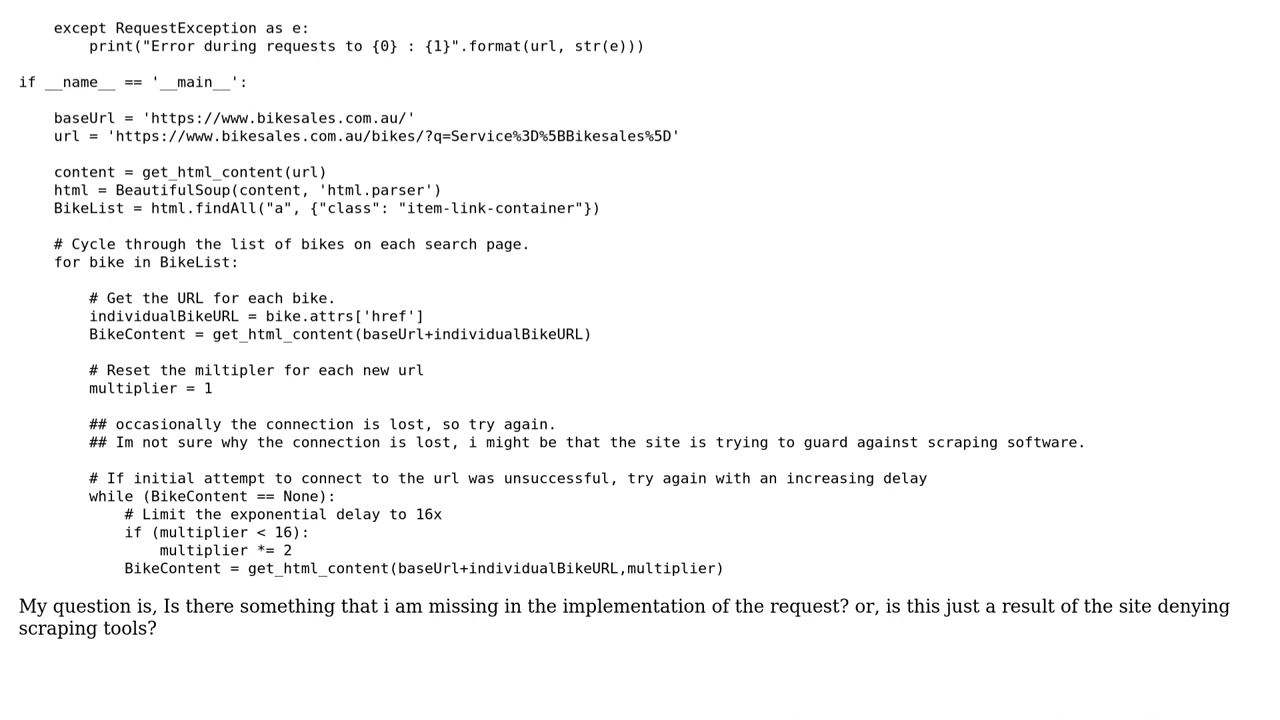 except RequestException as e:
        print("Error during requests to {0} : {1}".format(url, str(e)))
if __name__ == '__main__':
    baseUrl = 'https://www.bikesales.com.au/'
    url = 'https://www.bikesales.com.au/bikes/?q=Service%3D%5BBikesales%5D'
    content = get_html_content(url)
    html = BeautifulSoup(content, 'html.parser')
    BikeList = html.findAll("a", {"class": "item-link-container"})
    # Cycle through the list of bikes on each search page.
    for bike in BikeList:
        # Get the URL for each bike.
        individualBikeURL = bike.attrs['href']
        BikeContent = get_html_content(baseUrl+individualBikeURL)
        # Reset the miltipler for each new url
        multiplier = 1
        ## occasionally the connection is lost, so try again.
        ## Im not sure why the connection is lost, i might be that the site is trying to guard against scraping software.
        # If initial attempt to connect to the url was unsuccessful, try again with an increasing delay
        while (BikeContent == None):
            # Limit the exponential delay to 16x
            if (multiplier < 16):
                multiplier *= 2
            BikeContent = get_html_content(baseUrl+individualBikeURL,multiplier)
My question is, Is there something that i am missing in the implementation of the request? or, is this just a result of the site denying
scraping tools?